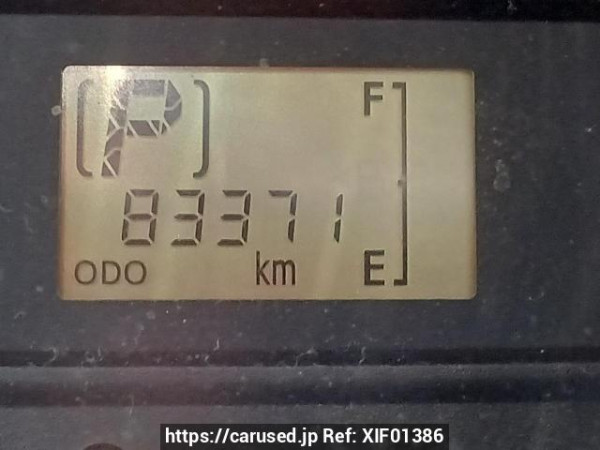 P F
83371
ODO km E
https://carused.jp Ref: XIF01386